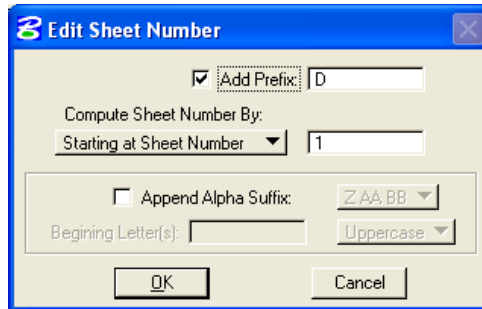 Edit Sheet Number
Add Prefix: D
Compute Sheet Number By:
Starting at Sheet Number 1
Append Alpha Suffix: Z AA BB
Begining Letter(s): Uppercase
OK Cancel